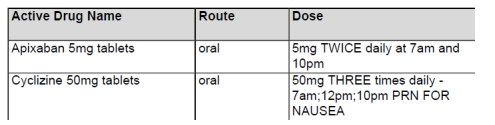 Active Drug Name Route Dose
Apixaban 5mg tablets oral 5mg TWICE daily at 7am and
10pm
Cyclizine 50mg tablets oral 50mg THREE times daily -
7am;12pm;10pm PRN FOR
NAUSEA